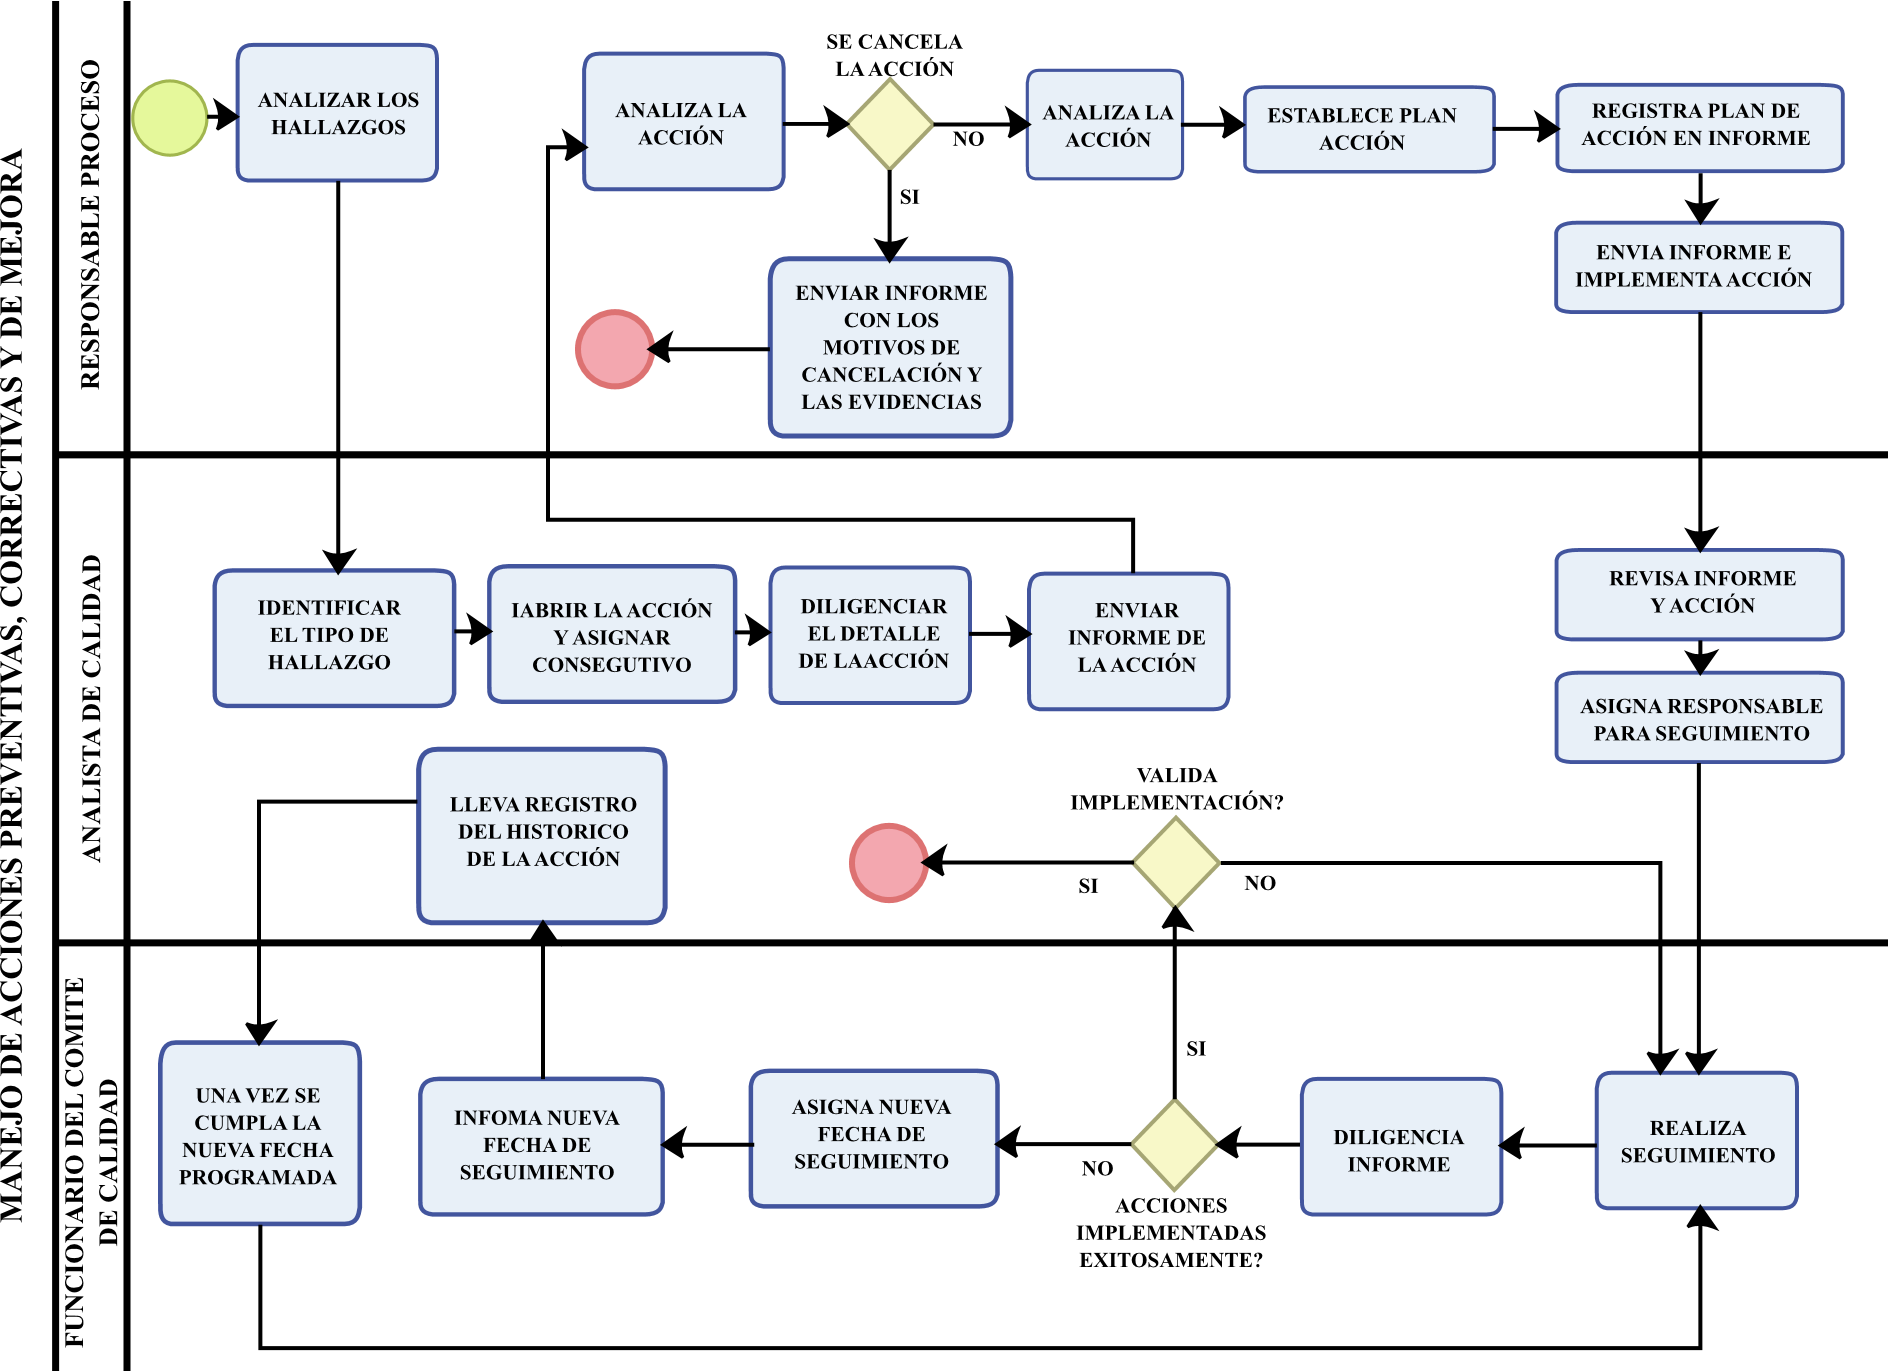 MANEJO DE ACCIONES PREVENTIVAS, CORRECTIVAS Y DE MEJORA
RESPONSABLE PROCESO
ANALIZAR LOS
HALLAZGOS
ANALIZA LA
ACCIÓN
SE CANCELA
LA ACCIÓN
NO
SI
ANALIZA LA
ACCIÓN
ESTABLECE PLAN
ACCIÓN
REGISTRA PLAN DE
ACCIÓN EN INFORME
ENVIA INFORME E
IMPLEMENTA ACCIÓN
ENVIAR INFORME
CON LOS
MOTIVOS DE
CANCELACIÓN Y
LAS EVIDENCIAS
ANALISTA DE CALIDAD
IDENTIFICAR
EL TIPO DE
HALLAZGO
IABRIR LA ACCIÓN
Y ASIGNAR
CONSEGUTIVO
DILIGENCIAR
EL DETALLE
DE LAACCIÓN
ENVIAR
INFORME DE
LA ACCIÓN
REVISA INFORME
Y ACCIÓN
ASIGNA RESPONSABLE
PARA SEGUIMIENTO
LLEVA REGISTRO
DEL HISTORICO
DE LA ACCIÓN
VALIDA
IMPLEMENTACIÓN?
SI
NO
FUNCIONARIO DEL COMITE
DE CALIDAD
UNA VEZ SE
CUMPLA LA
NUEVA FECHA
PROGRAMADA
INFOMA NUEVA
FECHA DE
SEGUIMIENTO
ASIGNA NUEVA
FECHA DE
SEGUIMIENTO
SI
NO
ACCIONES
IMPLEMENTADAS
EXITOSAMENTE?
DILIGENCIA
INFORME
REALIZA
SEGUIMIENTO